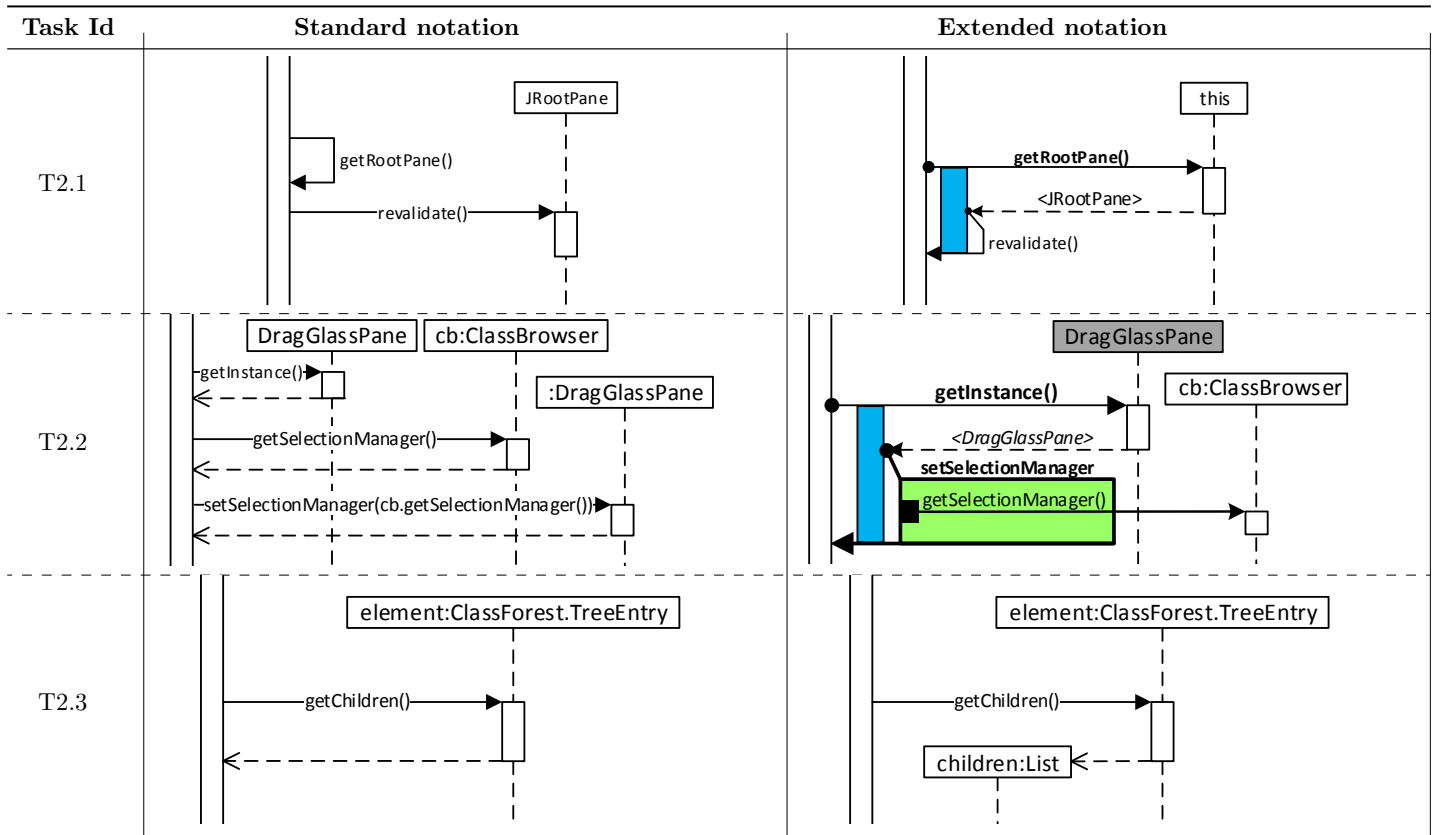 Task Id Standard notation Extended notation
T2.1
JRootPane
getRootPane()
revalidate()
this
getRootPane()
<JRootPane>
revalidate()
T2.2
DragGlassPane cb:ClassBrowser
getInstance()
:DragGlassPane
getSelectionManager()
setSelectionManager(cb.getSelectionManager())
DragGlassPane
cb:ClassBrowser
getInstance()
<DragGlassPane>
setSelectionManager
getSelectionManager()
T2.3
element:ClassForest.TreeEntry
getChildren()
element:ClassForest.TreeEntry
getChildren()
children:List